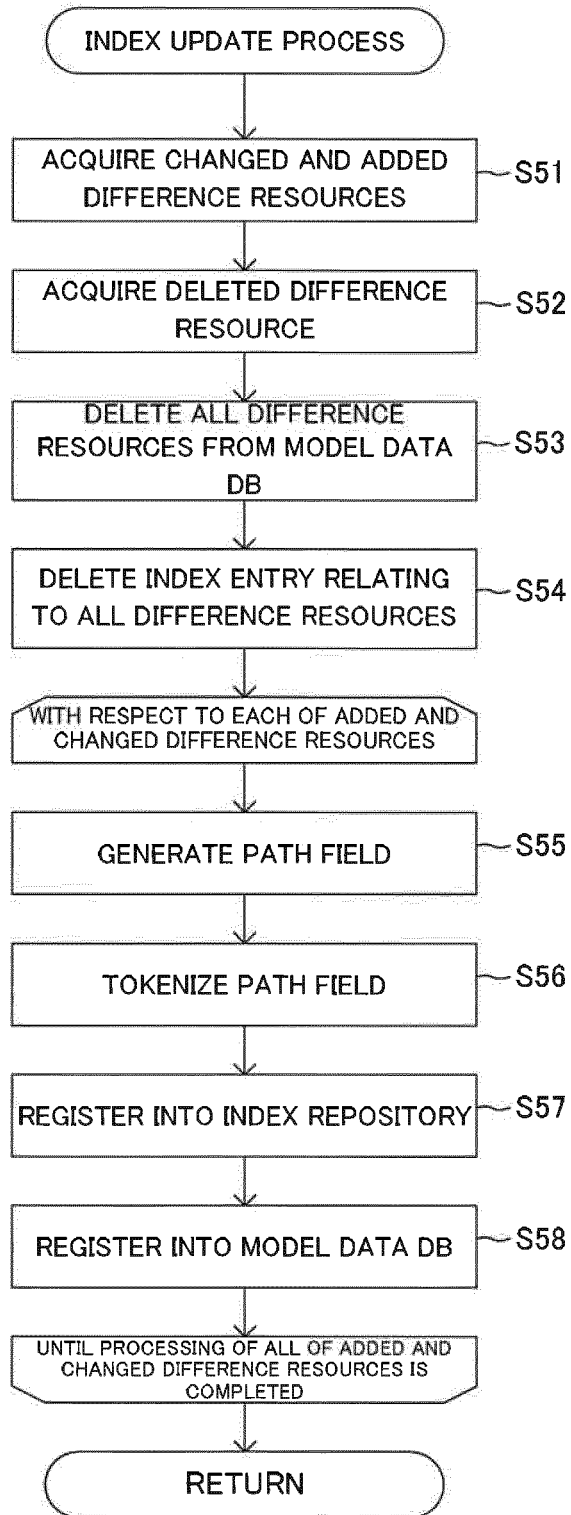 INDEX UPDATE PROCESS
ACQUIRE CHANGED AND ADDED
DIFFERENCE RESOURCES
S51
ACQUIRE DELETED DIFFERENCE
RESOURCE
S52
DELETE ALL DIFFERENCE
RESOURCES FROM MODEL DATA
DB
S53
DELETE INDEX ENTRY RELATING
TO ALL DIFFERENCE RESOURCES
S54
WITH RESPECT TO EACH OF ADDED AND
CHANGED DIFFERENCE RESOURCES
GENERATE PATH FIELD
S55
TOKENIZE PATH FIELD
S56
REGISTER INTO INDEX REPOSITORY
S57
REGISTER INTO MODEL DATA DB
S58
UNTIL PROCESSING OF ALL OF ADDED AND
CHANGED DIFFERENCE RESOURCES IS
COMPLETED
RETURN